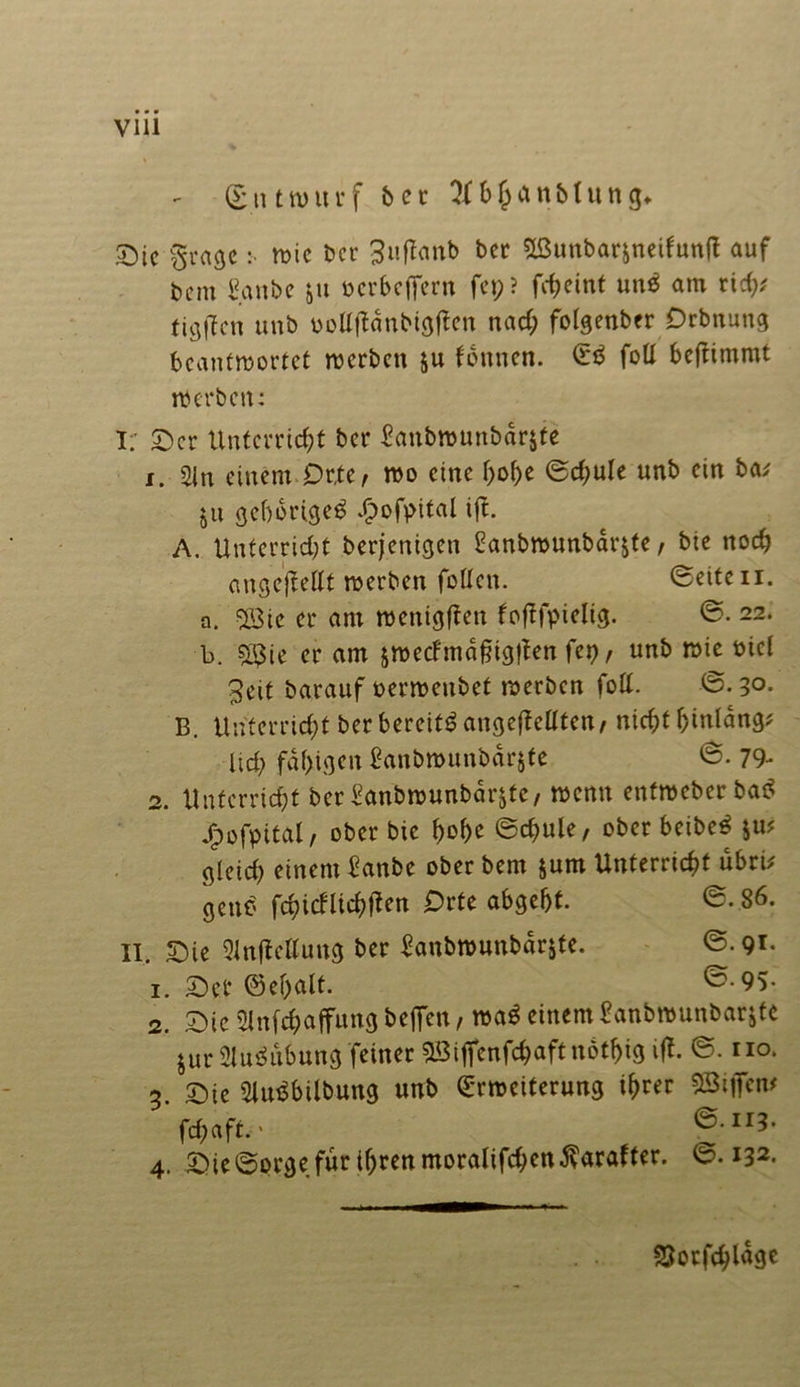 viii
Entwurf der Abhandlung.
Die Frage: wie der Zustand der Wundarzneikunst auf
dem Lande zu verbessern sey? scheint uns am rich-
tigsten und vollständigsten nach folgender Ordnung
beantwortet werden zu können. Es soll bestimmt
werden:
I. Der Unterricht der Landwundärzte
1. An einem Orte, wo eine hohe Schule und ein da-
zu gehöriges Hospital ist.
A. Unterricht derjenigen Landwundärzte, die noch
angestellt werden sollen. Seite 11.
a. Wie er am wenigsten kostspielig. S. 22.
b. Wie er am zweckmäßigsten sey, und wie viel
Zeit darauf verwendet werden soll. S. 30.
B. Unterricht der bereits angestellten, nicht hinläng-
lich fähigen Landwundärzte S. 79.
2. Unterricht der Landwundärzte, wenn entweder das
Hospital, oder die hohe Schule, oder beides zu-
gleich einem Lande oder dem zum Unterricht übri-
gens schicklichsten Orte abgeht. S. 86.
II. Die Anstellung der Landwundärzte. S. 91.
1. Der Gehalt. S. 95.
2. Die Anschaffung dessen, was einem Landwundarzte
zur Ausübung seiner Wissenschaft nöthig ist. S. 110.
3. Die Ausbildung und Erweiterung ihrer Wissen-
schaft. S. 113.
4. Die Sorge für ihren moralischen Karakter. S. 132.
Vorschläge